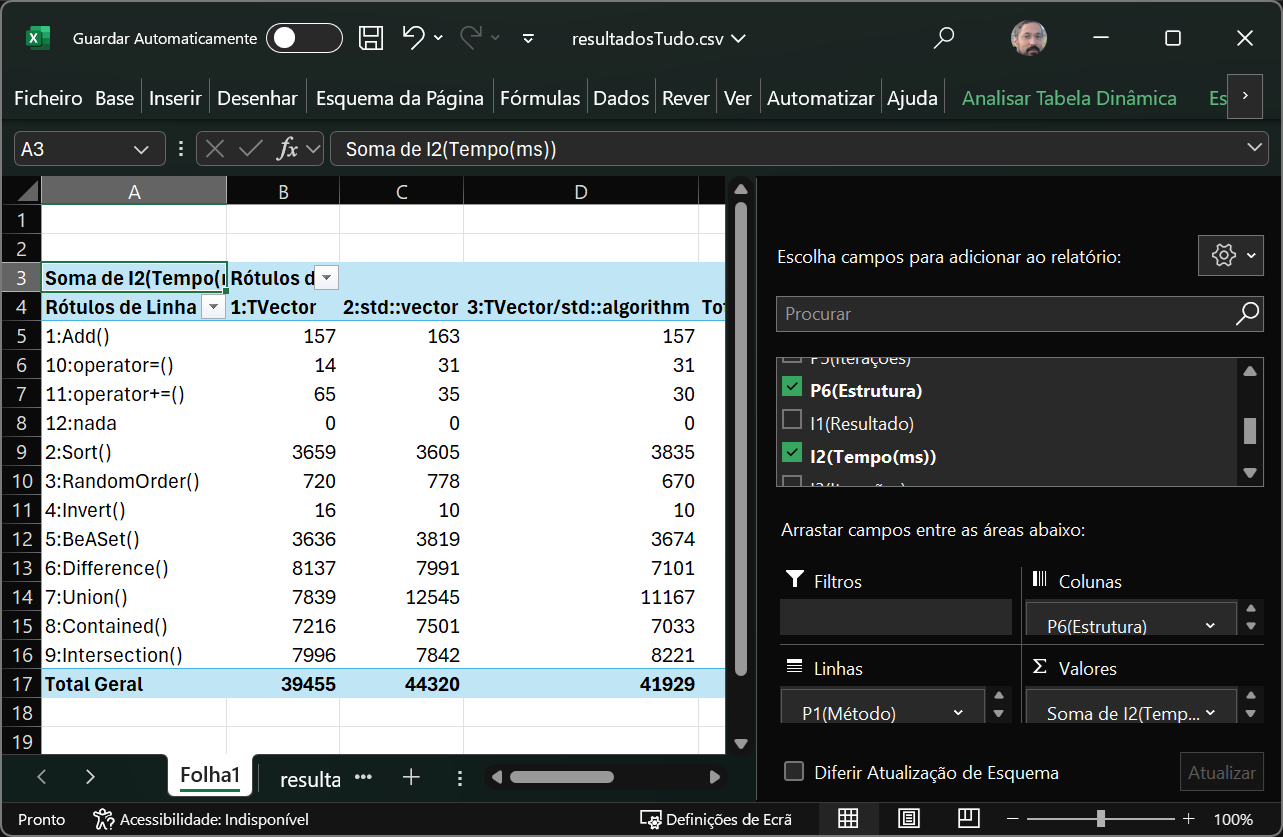 Guardar Automaticamente resultadosTudo.csv
Ficheiro Base Inserir Desenhar Esquema da Página Fórmulas Dados Rever Ver Automatizar Ajuda Analisar Tabela Dinâmica Es
A3 fx Soma de I2(Tempo(ms))
A B C D
1
2
3 Soma de I2(Tempo(r Rótulos d
4 Rótulos de Linha 1:TVector 2:std::vector 3:TVector/std::algorithm To
5 1:Add() 157 163 157
6 10:operator=() 14 31 31
7 11:operator+=() 65 35 30
8 12:nada 0 0 0
9 2:Sort() 3659 3605 3835
10 3:RandomOrder() 720 778 670
11 4:Invert() 16 10 10
12 5:BeASet() 3636 3819 3674
13 6:Difference() 8137 7991 7101
14 7:Union() 7839 12545 11167
15 8:Contained() 7216 7501 7033
16 9:Intersection() 7996 7842 8221
17 Total Geral 39455 44320 41929
18
19
Folha1 resulta ...
Escolha campos para adicionar ao relatório:
Procurar
P5(Iterações)
P6(Estrutura)
I1(Resultado)
I2(Tempo(ms))
Arrastar campos entre as áreas abaixo:
Filtros
Colunas
P6(Estrutura)
Linhas
P1(Método)
Valores
Soma de I2(Temp...
Diferir Atualização de Esquema Atualizar
Pronto Acessibilidade: Indisponível Definições de Ecrã 100%